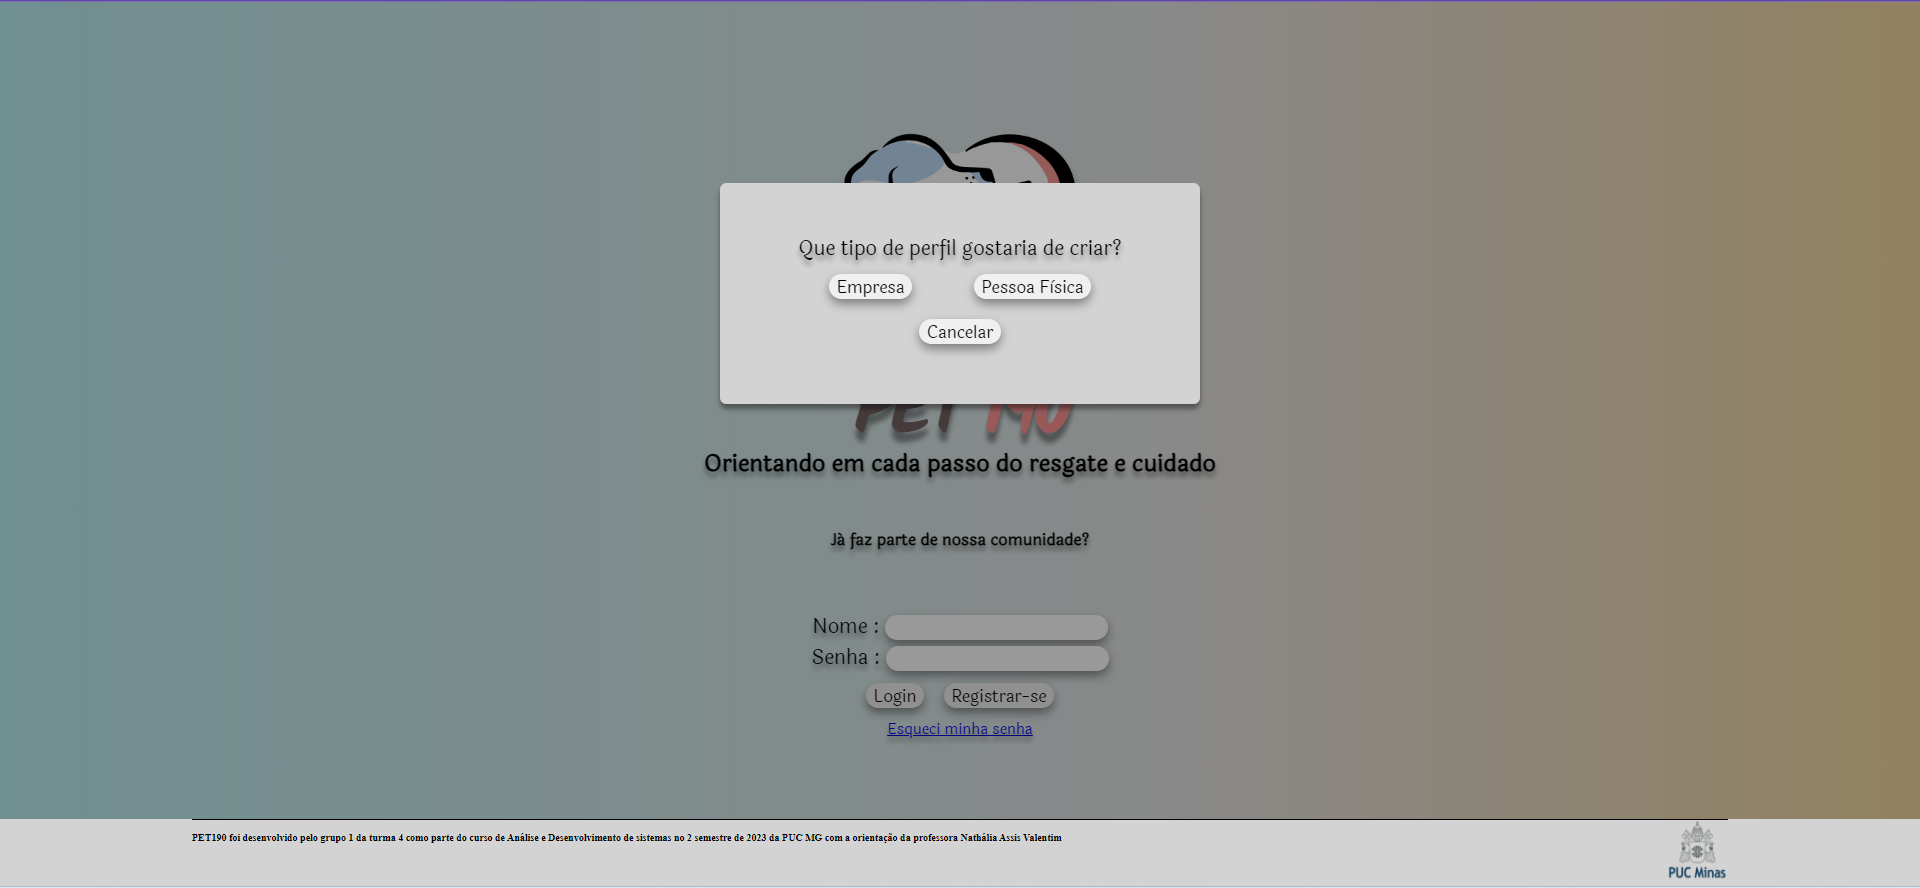 Que tipo de perfil gostaria de criar?
Empresa Pessoa Física
Cancelar
PET 190
Orientando em cada passo do resgate e cuidado
Jà faz parte de nossa comunidade?
Nome :
Senha :
Login Registrar-se
Esqueci minha senha
PET190 foi desenvolvido pelo grupo 1 da turma 4 como parte do curso de Análise e Desenvolvimento de sistemas no 2 semestre de 2023 da PUC MG com a orientação da professora Nathália Assis Valentim
PUC Minas